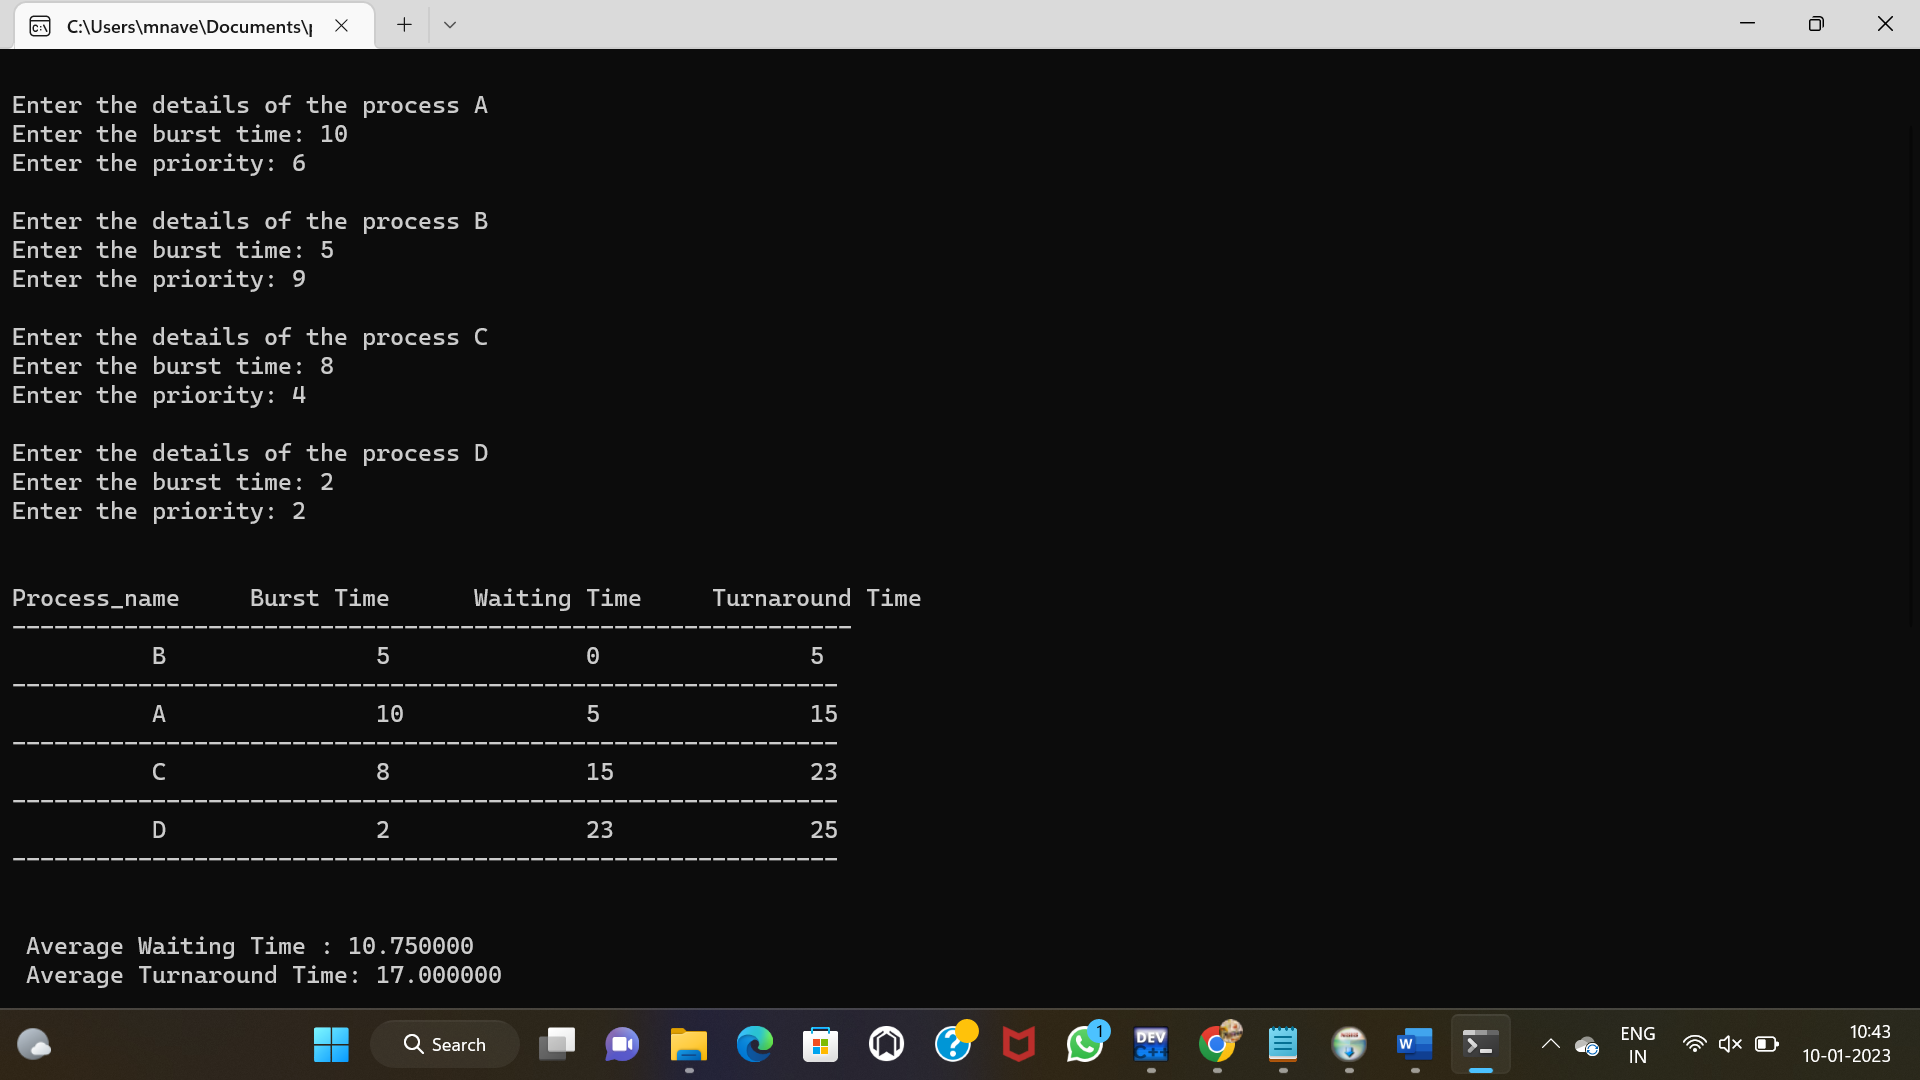 C:\Users\mnave\Documents\p
Enter the details of the process A
Enter the burst time: 10
Enter the priority: 6
Enter the details of the process B
Enter the burst time: 5
Enter the priority: 9
Enter the details of the process C
Enter the burst time: 8
Enter the priority: 4
Enter the details of the process D
Enter the burst time: 2
Enter the priority: 2
Process_name Burst Time Waiting Time Turnaround Time
------------------------------------------------------------
B 5 0 5
-----------------------------------------------------------
A 10 5 15
-----------------------------------------------------------
C 8 15 23
-----------------------------------------------------------
D 2 23 25
-----------------------------------------------------------
Average Waiting Time : 10.750000
Average Turnaround Time: 17.000000
Search
1
DEV
C++
W
ENG
IN
10:43
10-01-2023